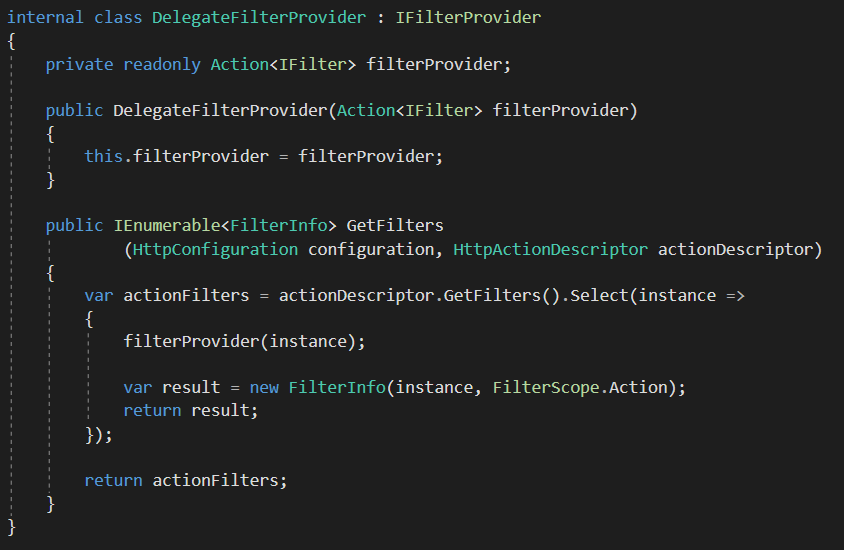 internal class DelegateFilterProvider : IFilterProvider
{
    private readonly Action<IFilter> filterProvider;

    public DelegateFilterProvider(Action<IFilter> filterProvider)
    {
        this.filterProvider = filterProvider;
    }

    public IEnumerable<FilterInfo> GetFilters
            (HttpConfiguration configuration, HttpActionDescriptor actionDescriptor)
    {
        var actionFilters = actionDescriptor.GetFilters().Select(instance =>
        {
            filterProvider(instance);

            var result = new FilterInfo(instance, FilterScope.Action);
            return result;
        });

        return actionFilters;
    }
}